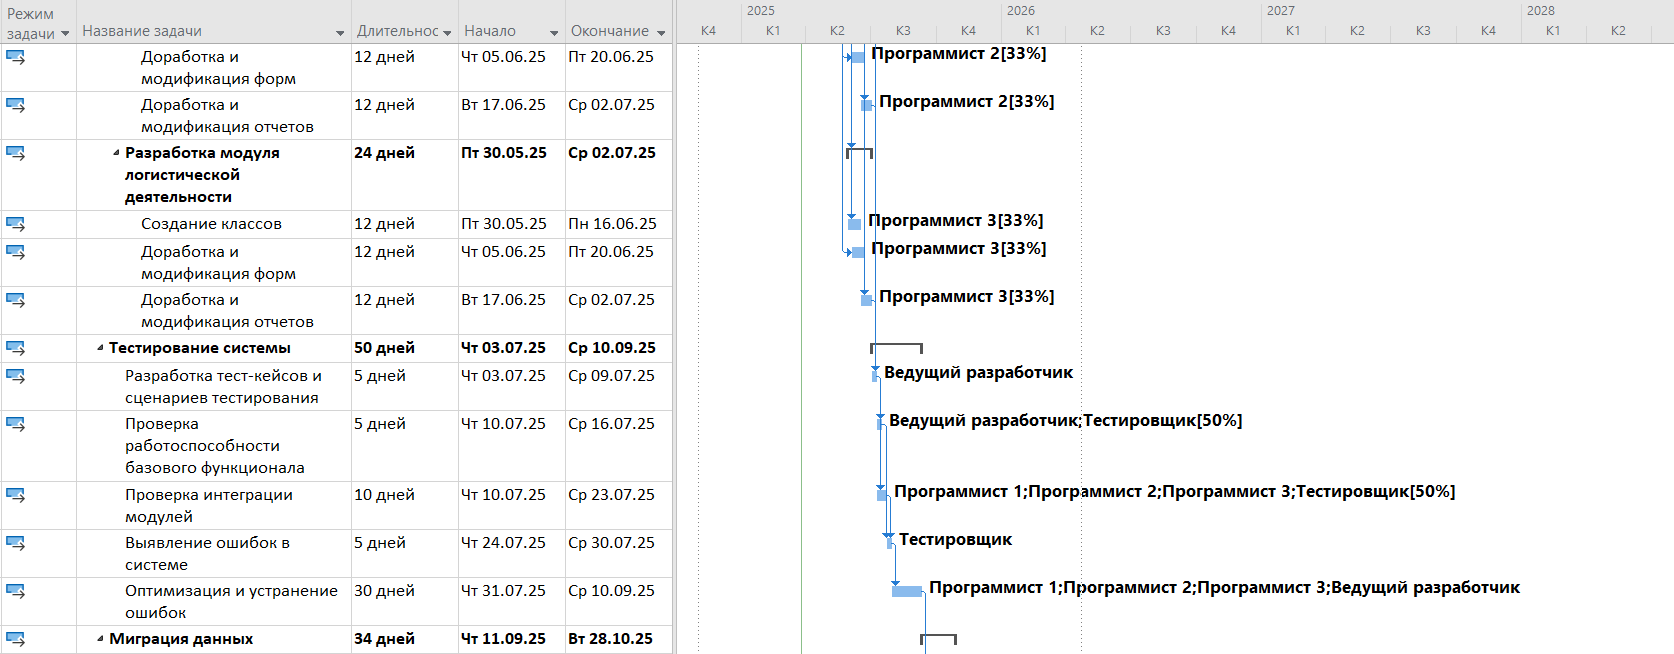 Режим
задачи
Название задачи
Длительнос
Начало
Окончание
2025
2026
2027
2028
К4
К1
К2
К3
К4
К1
К2
К3
К4
К1
К2
К3
К4
К1
К2
Доработка и
модификация форм
12 дней
Чт 05.06.25
Пт 20.06.25
Программист 2[33%]
Доработка и
модификация отчетов
12 дней
Вт 17.06.25
Ср 02.07.25
Программист 2[33%]
Разработка модуля
логистической
деятельности
24 дней
Пт 30.05.25
Ср 02.07.25
Создание классов
12 дней
Пт 30.05.25
Пн 16.06.25
Программист 3[33%]
Доработка и
модификация форм
12 дней
Чт 05.06.25
Пт 20.06.25
Программист 3[33%]
Доработка и
модификация отчетов
12 дней
Вт 17.06.25
Ср 02.07.25
Программист 3[33%]
Тестирование системы
50 дней
Чт 03.07.25
Ср 10.09.25
Разработка тест-кейсов и
сценариев тестирования
5 дней
Чт 03.07.25
Ср 09.07.25
Ведущий разработчик
Проверка
работоспособности
базового функционала
5 дней
Чт 10.07.25
Ср 16.07.25
Ведущий разработчик;Тестировщик[50%]
Проверка интеграции
модулей
10 дней
Чт 10.07.25
Ср 23.07.25
Программист 1;Программист 2;Программист 3;Тестировщик[50%]
Выявление ошибок в
системе
5 дней
Чт 24.07.25
Ср 30.07.25
Тестировщик
Оптимизация и устранение
ошибок
30 дней
Чт 31.07.25
Ср 10.09.25
Программист 1;Программист 2;Программист 3;Ведущий разработчик
Миграция данных
34 дней
Чт 11.09.25
Вт 28.10.25